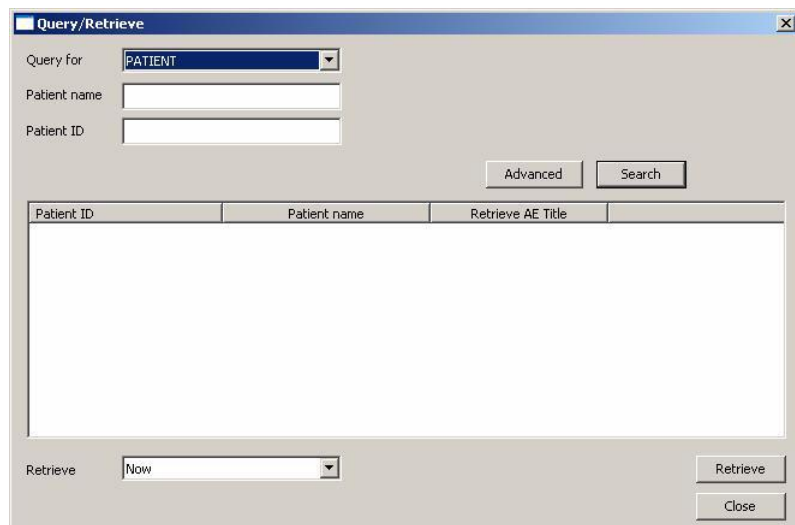 Query/Retrieve
Query for PATIENT
Patient name
Patient ID
Advanced Search
Patient ID Patient name Retrieve AE Title
Retrieve Now Retrieve
Close